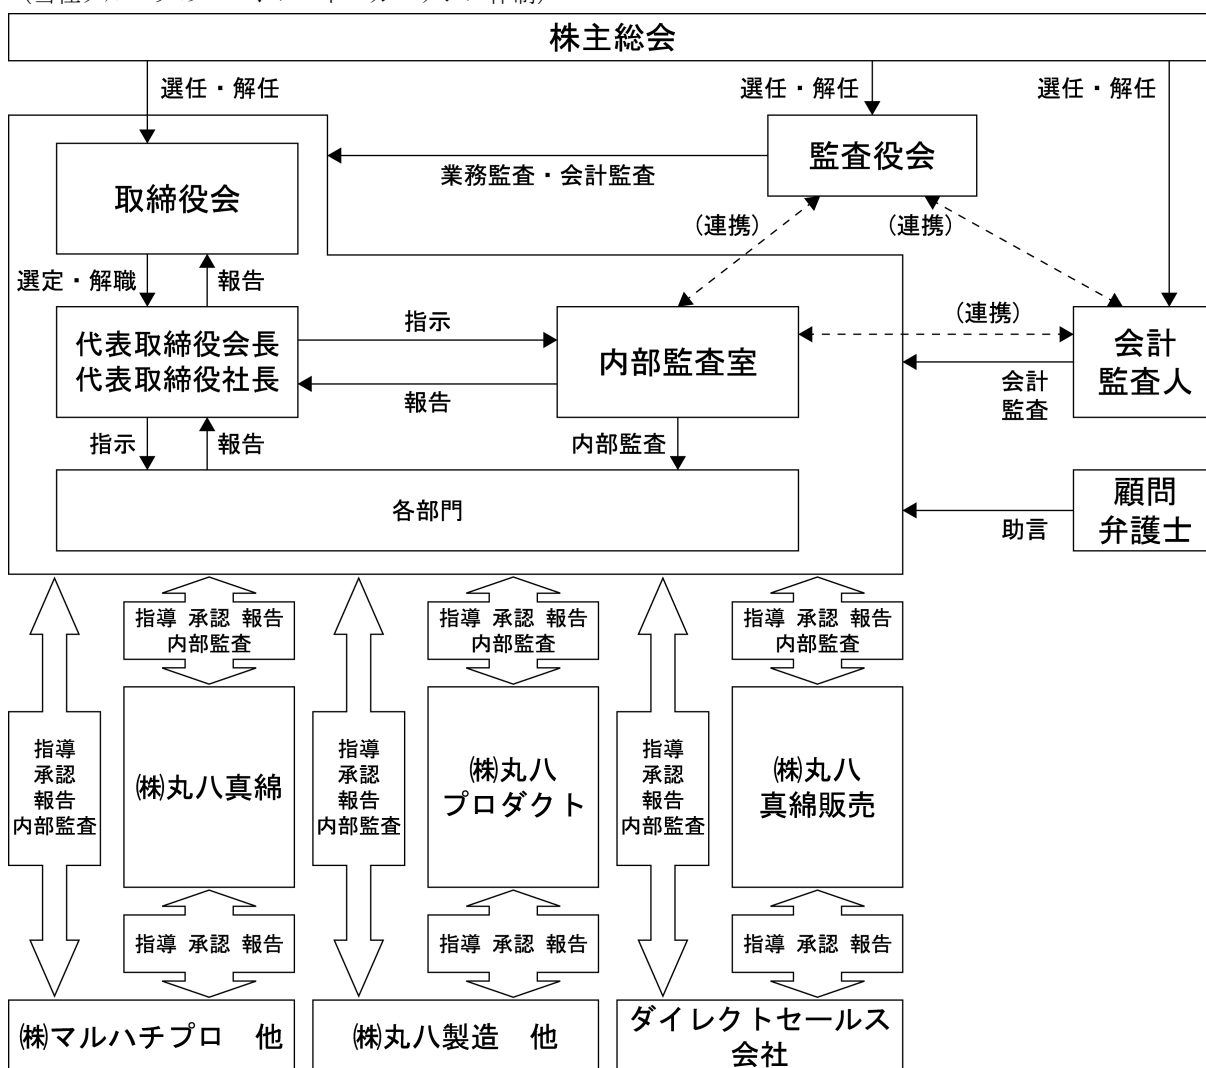 株主総会
選任・解任
選任・解任
選任・解任
取締役会
監査役会
業務監査・会計監査
(連携)
(連携)
選定・解職
報告
代表取締役会長
代表取締役社長
指示
報告
内部監査室
(連携)
会計
監査人
会計
監査
指示
報告
内部監査
各部門
顧問
弁護士
助言
指導 承認 報告
内部監査
指導 承認 報告
内部監査
指導 承認 報告
内部監査
指導
承認
報告
内部監査
㈱丸八真綿
指導
承認
報告
内部監査
㈱丸八
プロダクト
指導
承認
報告
内部監査
㈱丸八
真綿販売
指導 承認 報告
指導 承認 報告
指導 承認 報告
㈱マルハチプロ　他
㈱丸八製造　他
ダイレクトセールス
会社